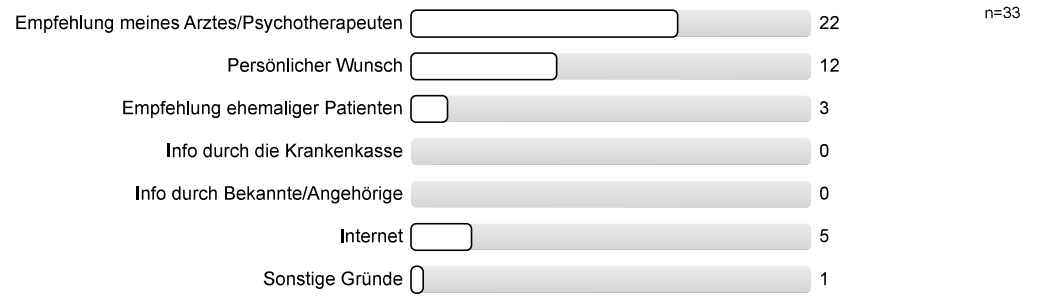 Empfehlung meines Arztes/Psychotherapeuten 22 n=33
Persönlicher Wunsch 12
Empfehlung ehemaliger Patienten 3
Info durch die Krankenkasse 0
Info durch Bekannte/Angehörige 0
Internet 5
Sonstige Gründe 1